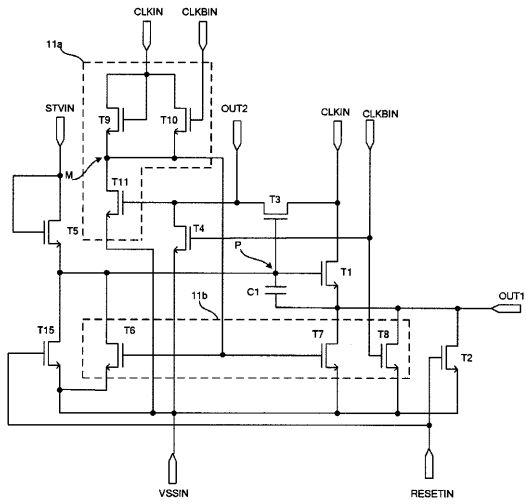 CLKIN
CLKBIN
11a
STVIN
T9
T10
OUT2
CLKIN
CLKBIN
M
T11
T3
T5
T4
P
T1
C1
OUT1
11b
T15
T6
T7
T8
T2
VSSIN
RESETIN